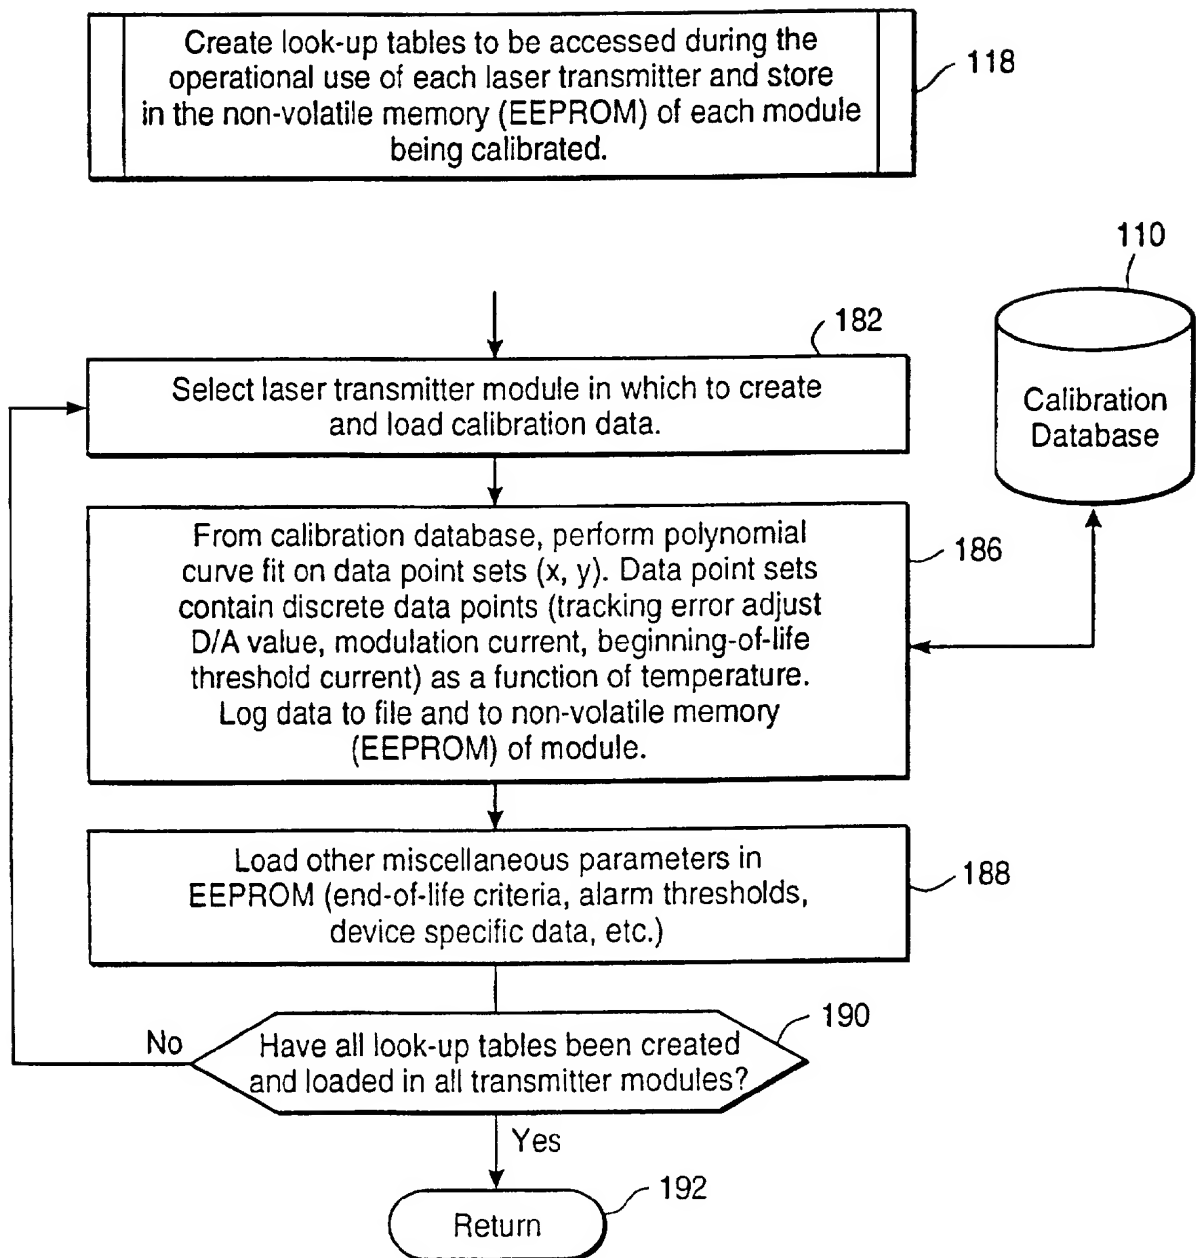 Create look-up tables to be accessed during the
operational use of each laser transmitter and store
in the non-volatile memory (EEPROM) of each module
being calibrated.
118
110
182
Select laser transmitter module in which to create
and load calibration data.
Calibration
Database
From calibration database, perform polynomial
curve fit on data point sets (x, y). Data point sets
contain discrete data points (tracking error adjust
D/A value, modulation current, beginning-of-life
threshold current) as a function of temperature.
Log data to file and to non-volatile memory
(EEPROM) of module.
186
Load other miscellaneous parameters in
EEPROM (end-of-life criteria, alarm thresholds,
device specific data, etc.)
188
190
No
Have all look-up tables been created
and loaded in all transmitter modules?
Yes
192
Return